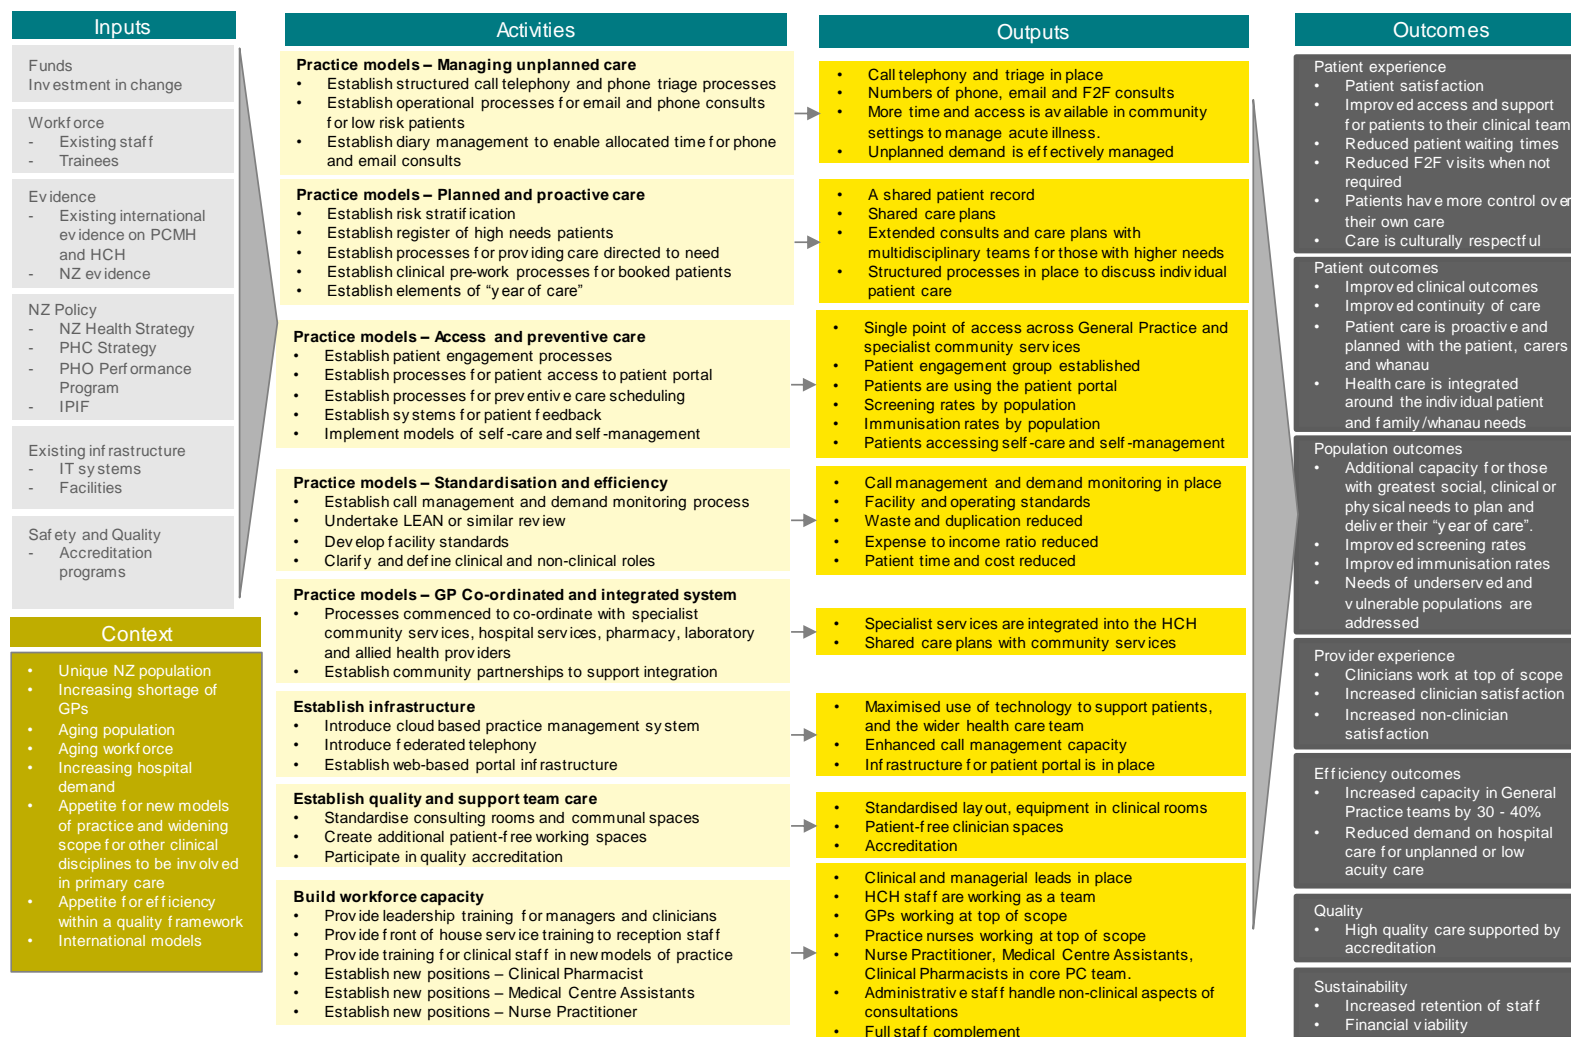 Inputs
Funds
Investment in change
Workforce
- Existing staff
- Trainees
Evidence
- Existing international
evidence on PCMH
and HCH
- NZ evidence
NZ Policy
- NZ Health Strategy
- PHC Strategy
- PHO Performance
Program
- IPIF
Existing infrastructure
- IT systems
- Facilities
Safety and Quality
- Accreditation
programs
Context
• Unique NZ population
• Increasing shortage of
GPs
• Aging population
• Aging workforce
• Increasing hospital
demand
• Appetite for new models
of practice and widening
scope for other clinical
disciplines to be involved
in primary care
• Appetite for efficiency
within a quality framework
• International models
Activities
Practice models – Managing unplanned care
• Establish structured call telephony and phone triage processes
• Establish operational processes for email and phone consults
for low risk patients
• Establish diary management to enable allocated time for phone
and email consults
Practice models – Planned and proactive care
• Establish risk stratification
• Establish register of high needs patients
• Establish processes for providing care directed to need
• Establish clinical pre-work processes for booked patients
• Establish elements of “year of care”
Practice models – Access and preventive care
• Establish patient engagement processes
• Establish processes for patient access to patient portal
• Establish processes for preventive care scheduling
• Establish systems for patient feedback
• Implement models of self-care and self-management
Practice models – Standardisation and efficiency
• Establish call management and demand monitoring process
• Undertake LEAN or similar review
• Develop facility standards
• Clarify and define clinical and non-clinical roles
Practice models – GP Co-ordinated and integrated system
• Processes commenced to co-ordinate with specialist
community services, hospital services, pharmacy, laboratory
and allied health providers
• Establish community partnerships to support integration
Establish infrastructure
• Introduce cloud based practice management system
• Introduce federated telephony
• Establish web-based portal infrastructure
Establish quality and support team care
• Standardise consulting rooms and communal spaces
• Create additional patient-free working spaces
• Participate in quality accreditation
Build workforce capacity
• Provide leadership training for managers and clinicians
• Provide front of house service training to reception staff
• Provide training for clinical staff in new models of practice
• Establish new positions – Clinical Pharmacist
• Establish new positions – Medical Centre Assistants
• Establish new positions – Nurse Practitioner
Outputs
• Call telephony and triage in place
• Numbers of phone, email and F2F consults
• More time and access is available in community
settings to manage acute illness.
• Unplanned demand is effectively managed
• A shared patient record
• Shared care plans
• Extended consults and care plans with
multidisciplinary teams for those with higher needs
• Structured processes in place to discuss individual
patient care
• Single point of access across General Practice and
specialist community services
• Patient engagement group established
• Patients are using the patient portal
• Screening rates by population
• Immunisation rates by population
• Patients accessing self-care and self-management
• Call management and demand monitoring in place
• Facility and operating standards
• Waste and duplication reduced
• Expense to income ratio reduced
• Patient time and cost reduced
• Specialist services are integrated into the HCH
• Shared care plans with community services
• Maximised use of technology to support patients,
and the wider health care team
• Enhanced call management capacity
• Infrastructure for patient portal is in place
• Standardised layout, equipment in clinical rooms
• Patient-free clinician spaces
• Accreditation
• Clinical and managerial leads in place
• HCH staff are working as a team
• GPs working at top of scope
• Practice nurses working at top of scope
• Nurse Practitioner, Medical Centre Assistants,
Clinical Pharmacists in core PC team.
• Administrative staff handle non-clinical aspects of
consultations
• Full staff complement
Outcomes
Patient experience
• Patient satisfaction
• Improved access and support
for patients to their clinical team
• Reduced patient waiting times
• Reduced F2F visits when not
required
• Patients have more control over
their own care
• Care is culturally respectful
Patient outcomes
• Improved clinical outcomes
• Improved continuity of care
• Patient care is proactive and
planned with the patient, carers
and whanau
• Health care is integrated
around the individual patient
and family/whanau needs
Population outcomes
• Additional capacity for those
with greatest social, clinical or
physical needs to plan and
deliver their “year of care”.
• Improved screening rates
• Improved immunisation rates
• Needs of underserved and
vulnerable populations are
addressed
Provider experience
• Clinicians work at top of scope
• Increased clinician satisfaction
• Increased non-clinician
satisfaction
Efficiency outcomes
• Increased capacity in General
Practice teams by 30 - 40%
• Reduced demand on hospital
care for unplanned or low
acuity care
Quality
• High quality care supported by
accreditation
Sustainability
• Increased retention of staff
• Financial viability